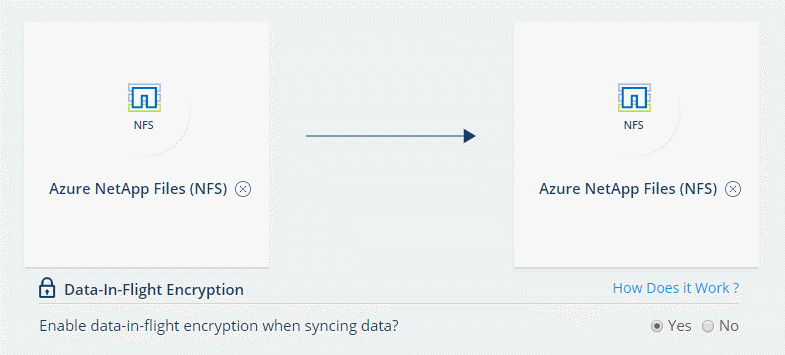 NFS
NFS
Azure NetApp Files (NFS)
Azure NetApp Files (NFS)
Data-In-Flight Encryption
How Does it Work ?
Enable data-in-flight encryption when syncing data?
Yes
No